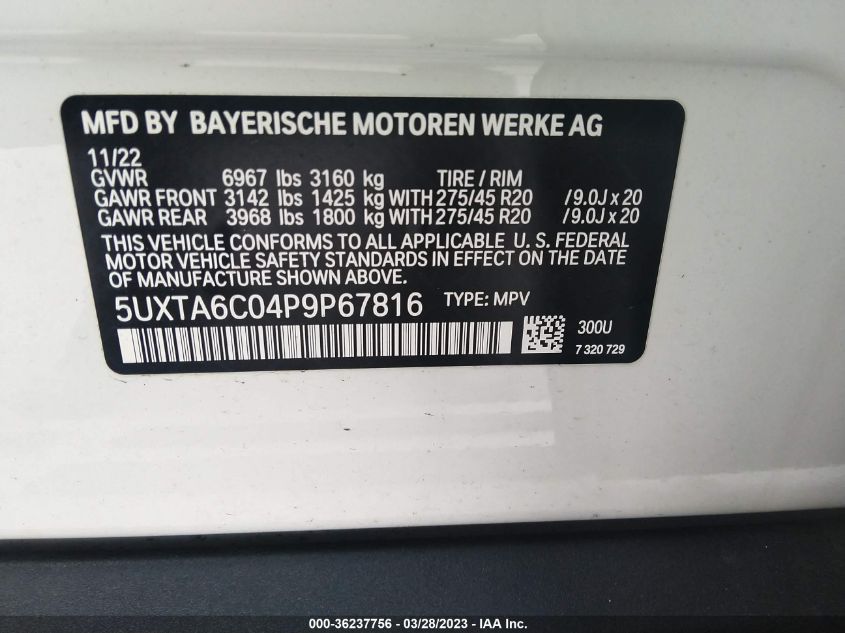 MFD BY BAYERISCHE MOTOREN WERKE AG
11/22
GVWR 6967 lbs 3160 kg TIRE / RIM
GAWR FRONT 3142 lbs 1425 kg WITH 275/45 R20 / 9.0J x 20
GAWR REAR 3968 lbs 1800 kg WITH 275/45 R20 / 9.0J x 20
THIS VEHICLE CONFORMS TO ALL APPLICABLE U. S. FEDERAL
MOTOR VEHICLE SAFETY STANDARDS IN EFFECT ON THE
DATE OF MANUFACTURE SHOWN ABOVE.
5UXTA6C04P9P67816 TYPE: MPV
300U
7 320 729
000-36237756 - 03/28/2023 - IAA Inc.